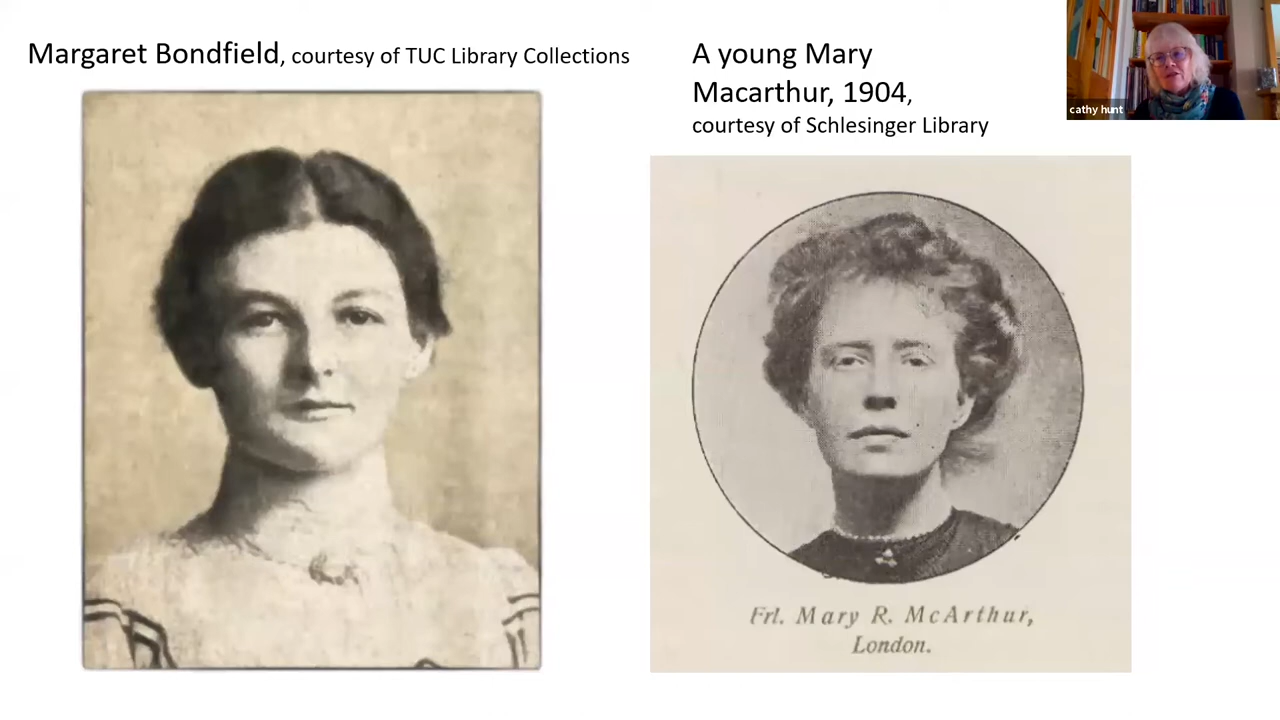 Margaret Bondfield, courtesy of TUC Library Collections
A young Mary
Macarthur, 1904,
courtesy of Schlesinger Library
cathy hunt
Frl. Mary R. McArthur,
London.